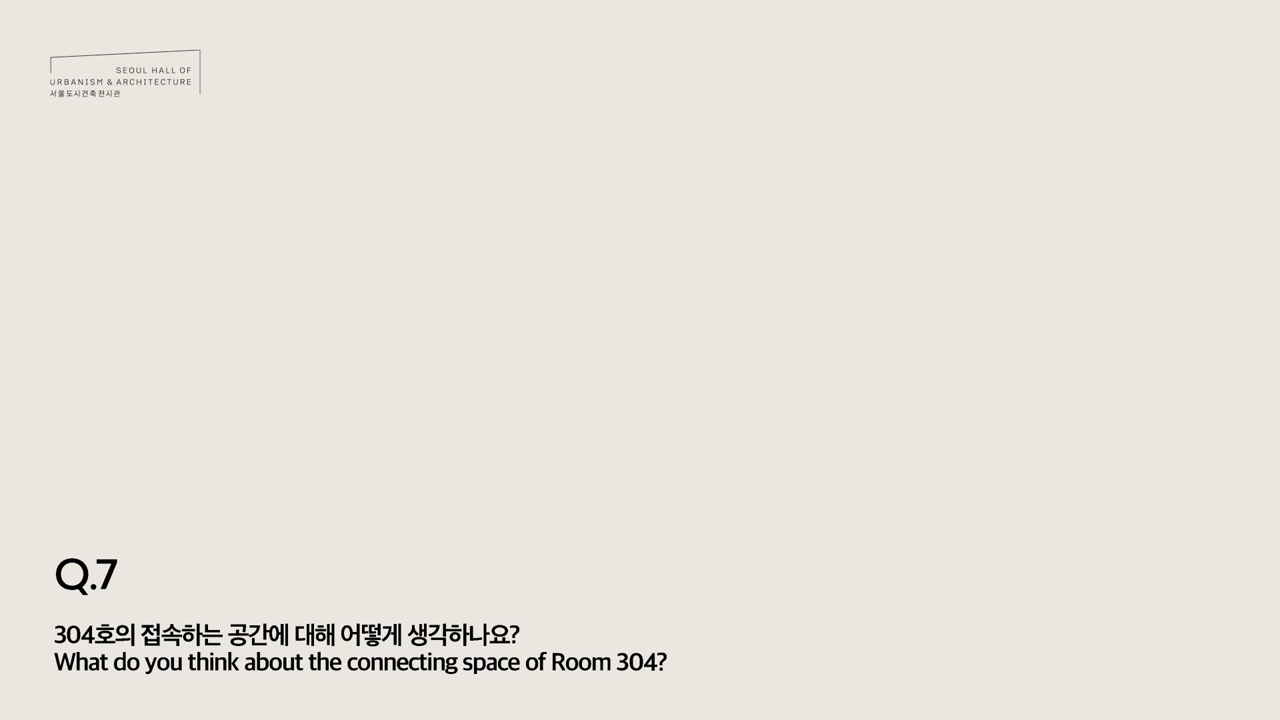 SEOUL HALL OF
URBANISM & ARCHITECTURE
서울도시건축전시관
Q.7
304호의 접속하는 공간에 대해 어떻게 생각하나요?
What do you think about the connecting space of Room 304?